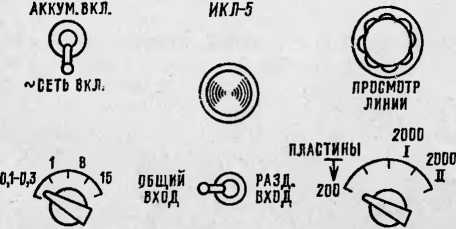 АККУМ. ВКЛ.
ИКЛ-5
~СЕТЬ ВКЛ.
ПРОСМОТР
ЛИНИИ
0,1-0,3 1 8 15
ОБЩИЙ
ВХОД
РАЗД.
ВХОД
ПЛАСТИНЫ
200
2000
I
2000
II